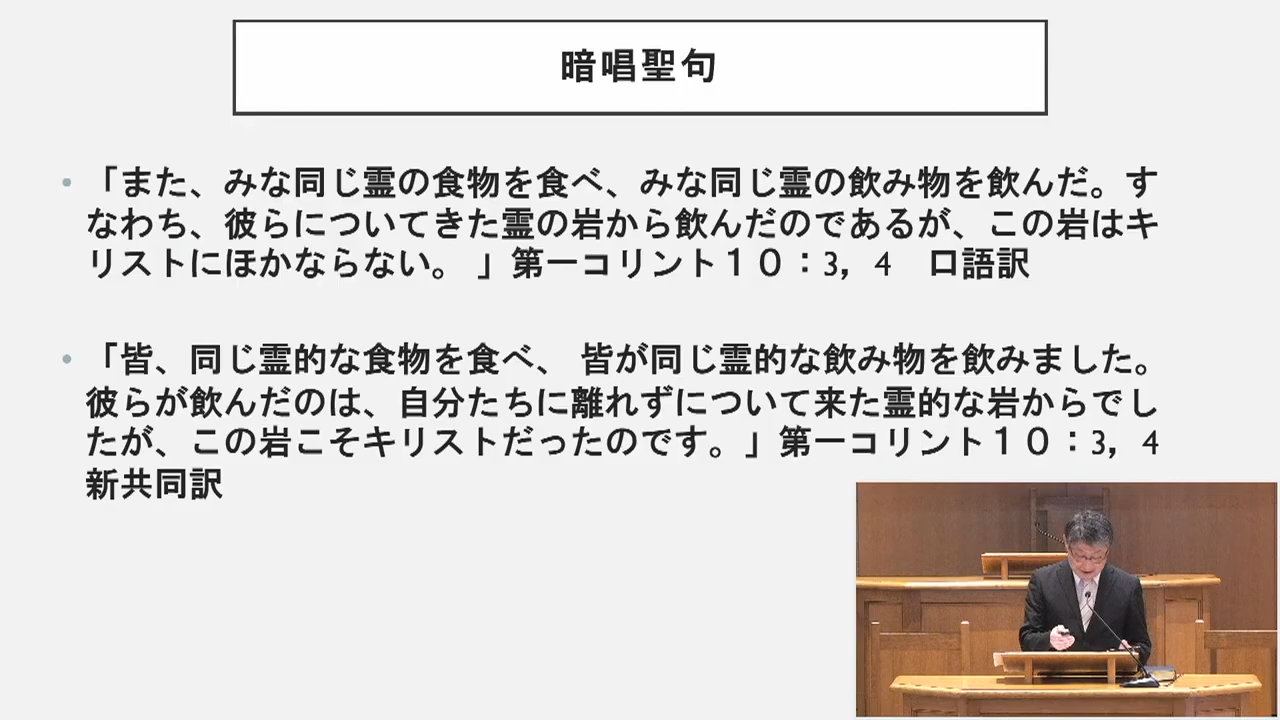 暗唱聖句
• 「また、みな同じ霊の食物を食べ、みな同じ霊の飲み物を飲んだ。す
なわち、彼らについてきた霊の岩から飲んだのであるが、この岩はキ
リストにほかならない。 」第一コリント１０：3，4　口語訳
• 「皆、同じ霊的な食物を食べ、 皆が同じ霊的な飲み物を飲みました。
彼らが飲んだのは、自分たちに離れずについて来た霊的な岩からでし
たが、この岩こそキリストだったのです。」第一コリント１０：3，4
新共同訳